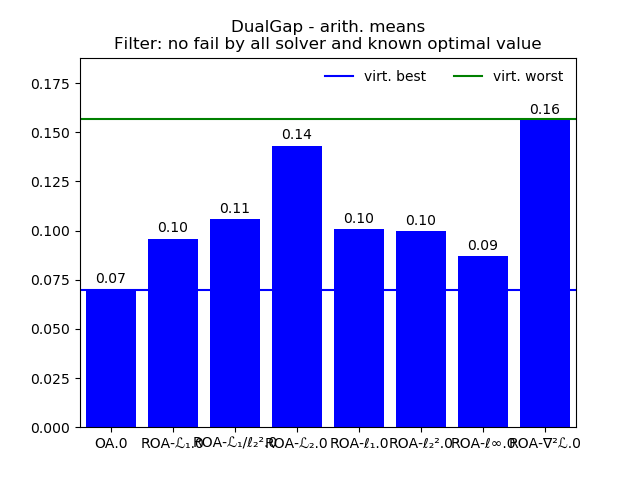 DualGap - arith. means
Filter: no fail by all solver and known optimal value
virt. best virt. worst
0.175
0.150
0.125
0.100
0.075
0.050
0.025
0.000
0.07 0.10 0.11 0.14 0.10 0.10 0.09 0.16
OA.0 ROA-ℒ₁.0 ROA-ℒ₁/ℓ₂².0 ROA-ℒ₂.0 ROA-ℓ₁.0 ROA-ℓ₂².0 ROA-ℓ∞.0 ROA-∇²ℒ.0